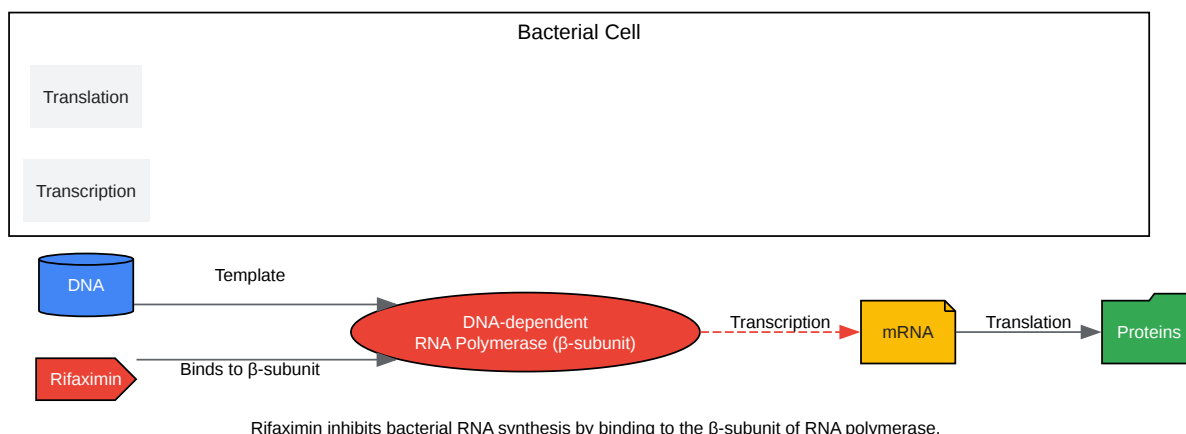 Bacterial Cell
Translation
Transcription
DNA
Template
DNA-dependent
RNA Polymerase (β-subunit)
Transcription
mRNA
Translation
Proteins
Rifaximin
Binds to β-subunit
Rifaximin inhibits bacterial RNA synthesis by binding to the β-subunit of RNA polymerase.